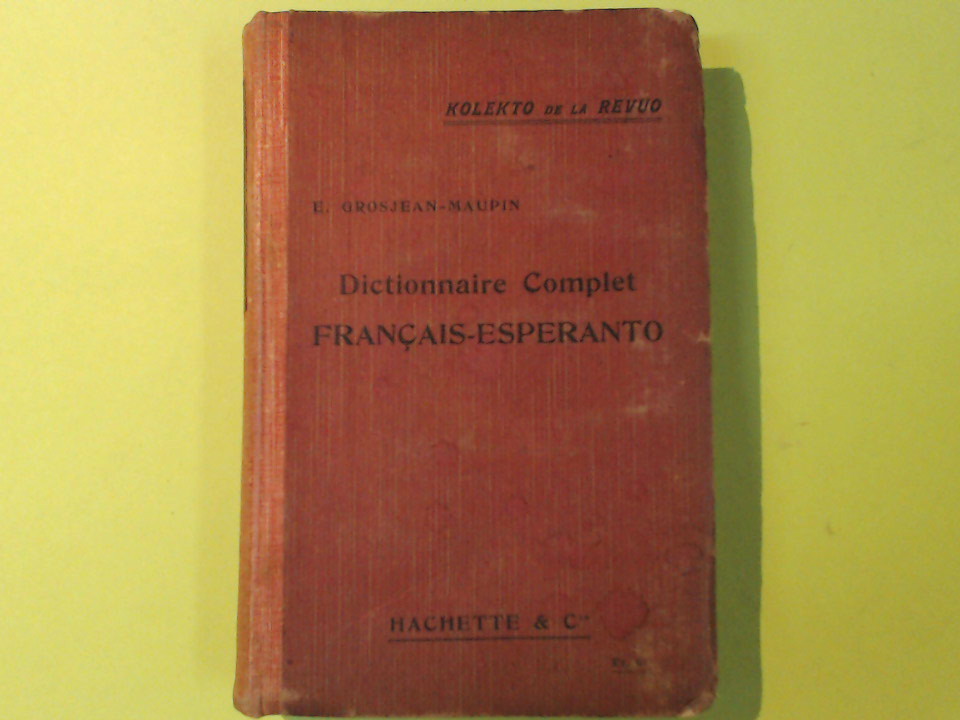 KOLEKTO DE LA REVUO
E. GROSJEAN-MAUPIN
Dictionnaire Complet
FRANÇAIS-ESPERANTO
HACHETTE & Cie